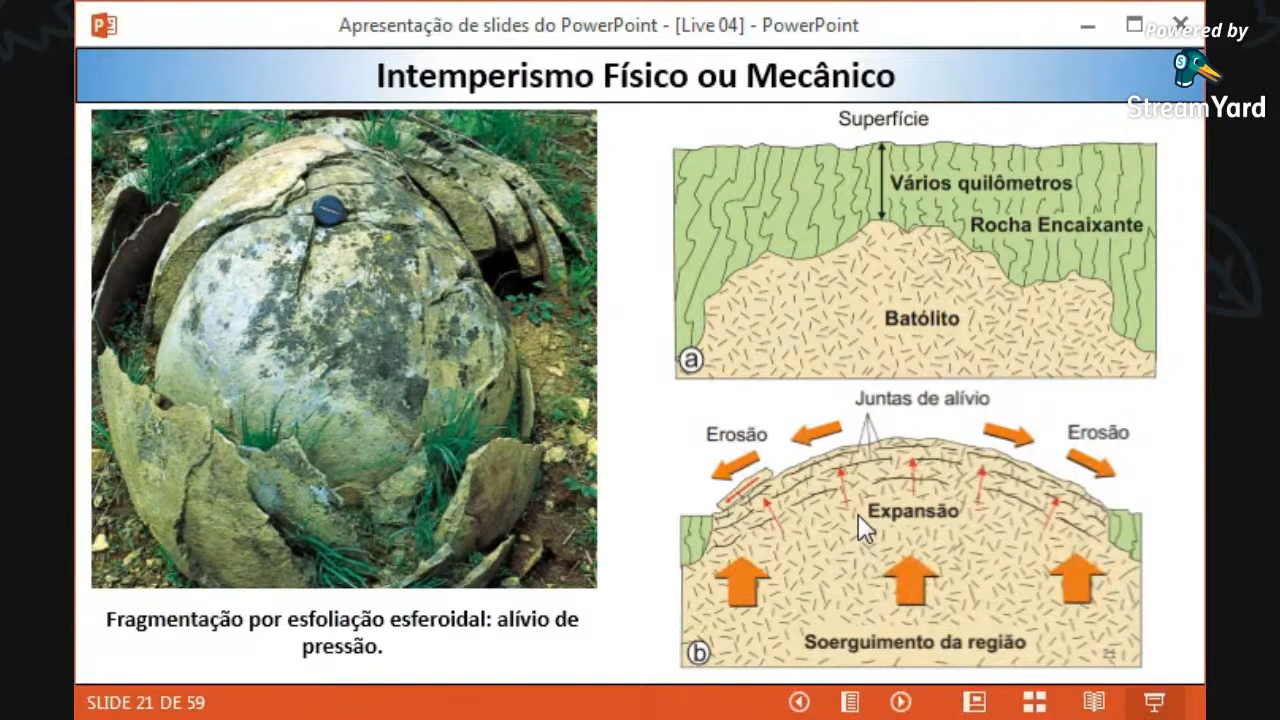 Apresentação de slides do PowerPoint - [Live 04] - PowerPoint
Powered by
StreamYard
Intemperismo Físico ou Mecânico
Superfície
Vários quilômetros
Rocha Encaixante
Batólito
a
Juntas de alívio
Erosão
Erosão
Expansão
Soerguimento da região
b
21
Fragmentação por esfoliação esferoidal: alívio de
pressão.
SLIDE 21 DE 59